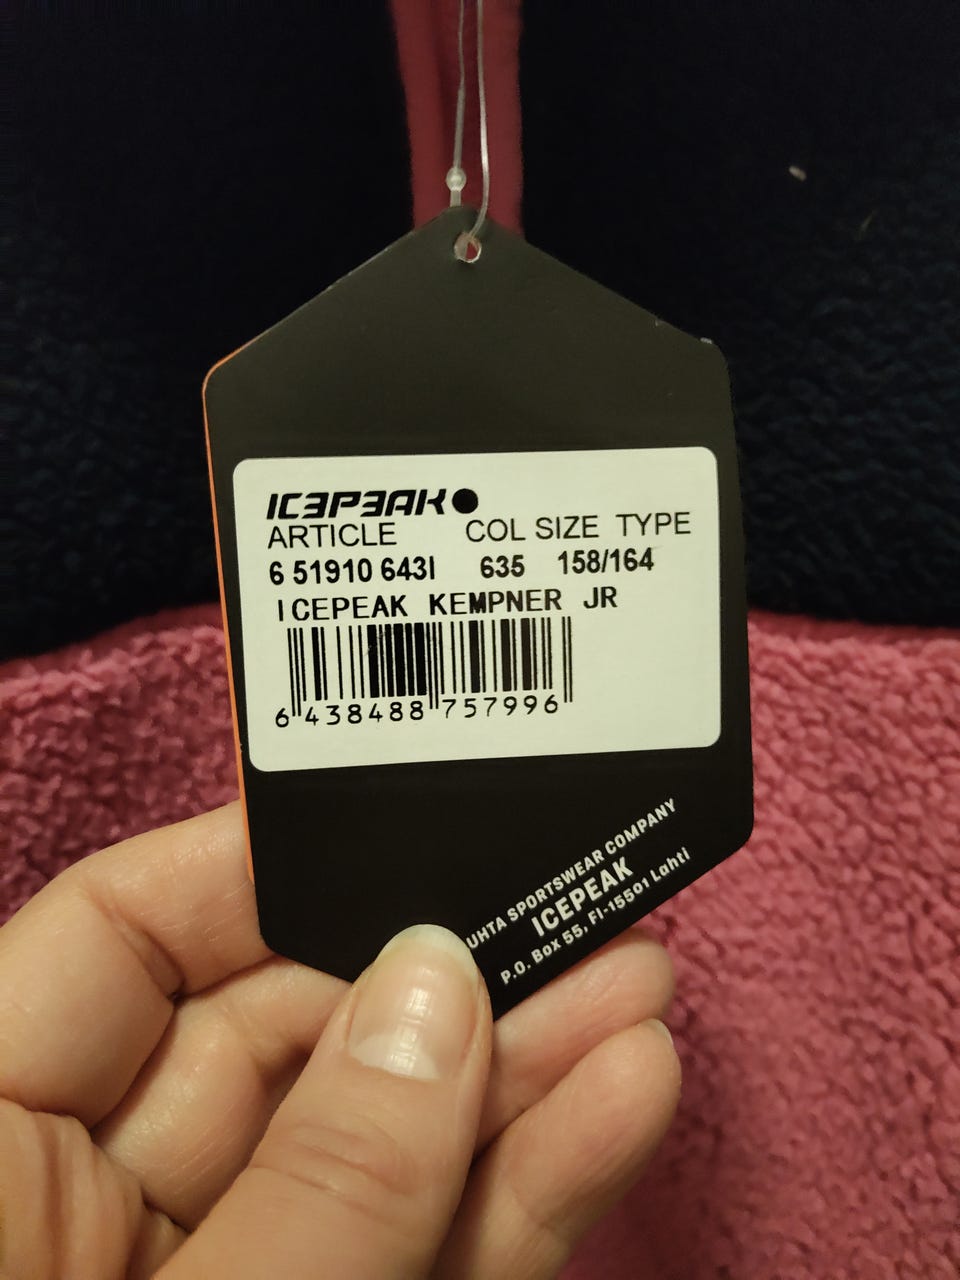 ICEPEAK
ARTICLE COL SIZE TYPE
6 51910 643I 635 158/164
ICEPEAK KEMPNER JR
6 438488 757996
UHTA SPORTSWEAR COMPANY
ICEPEAK
P.O. Box 55, FI-15501 Lahti